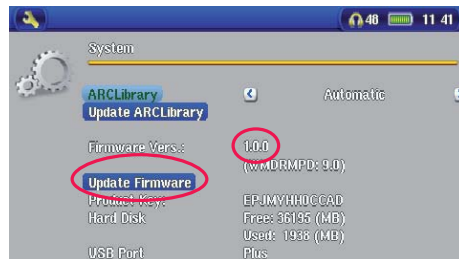 48 11 41
System
ARCLibrary Automatic
Update ARCLibrary
Firmware Vers.: 1.0.0
(WMDRMPD: 9.0)
Update Firmware
Product Key: EPJMYHH0CCAD
Hard Disk Free: 36195 (MB)
Used: 1938 (MB)
USB Port Plus